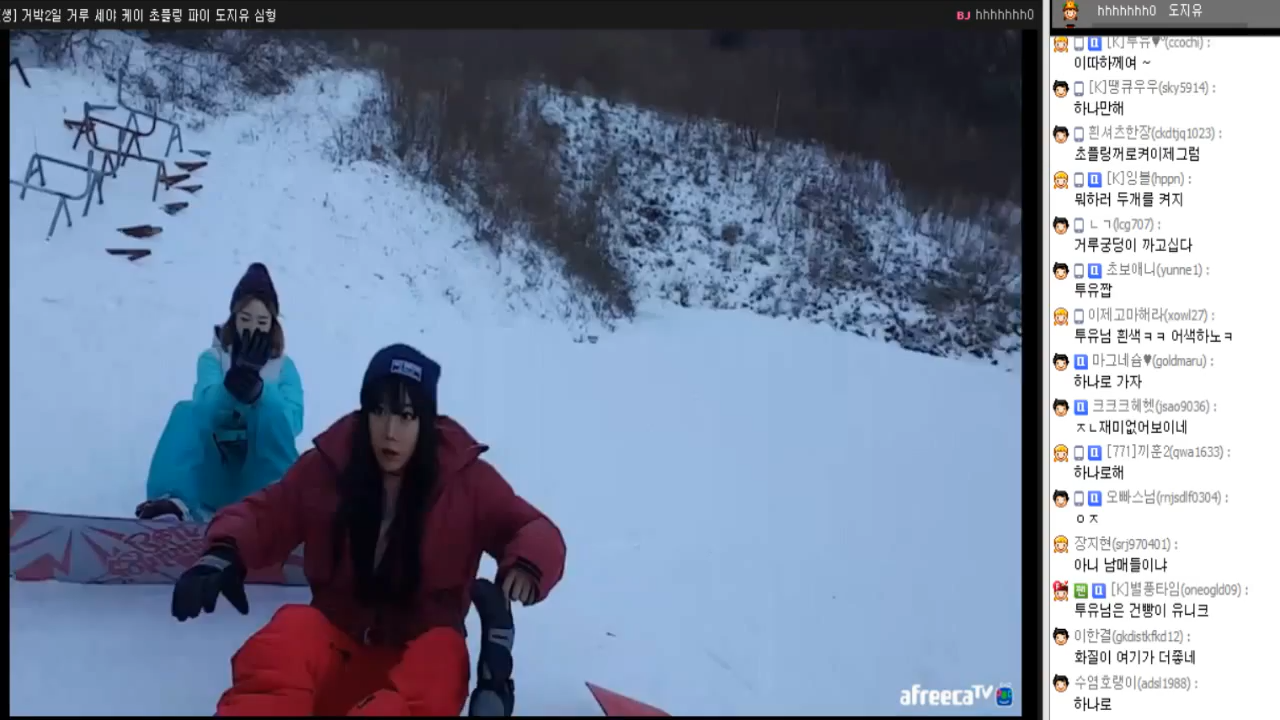 [생] 거박2일 거루 세야 케이 초플링 파이 도지유 심형
BJ hhhhhhh0
hhhhhhh0 도지유
[K]투유♥(ccochi) :
이따하께여 ~
[K]땡큐우우(sky5914) :
하나만해
흰셔츠한장(ckdtjq1023) :
초플링꺼로켜이제그럼
[K]잉볼(hppn) :
뭐하러 두개를 켜지
ㄴㄱ(lcg707) :
거루궁덩이 까고십다
초보애니(yunne1) :
투유짭
이제고마해라(xowl27) :
투유님 흰색ㅋㅋ 어색하노ㅋ
마그네슘♥(goldmaru) :
하나로 가자
크크크헤헷(jsao9036) :
ㅈㄴ재미없어보이네
[771]끼훈2(qwa1633) :
하나로해
오빠스님(rnjsdlf0304) :
ㅇㅈ
장지현(srj970401) :
아니 남매들이냐
[K]별풍타임(oneogld09) :
투유님은 건빵이 유니크
이한결(gkdistkfkd12) :
화질이 여기가 더좋네
수염호랭이(adsl1988) :
하나로
afreecaTV